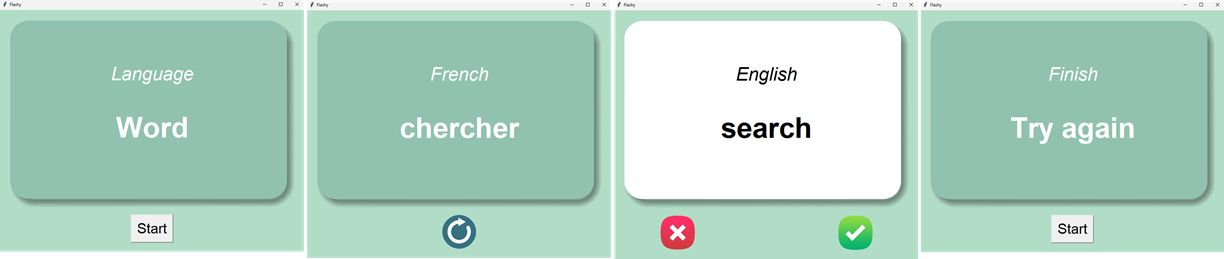 Flashy
Language
Word
Start
Flashy
French
chercher
Flashy
English
search
Flashy
Finish
Try again
Start